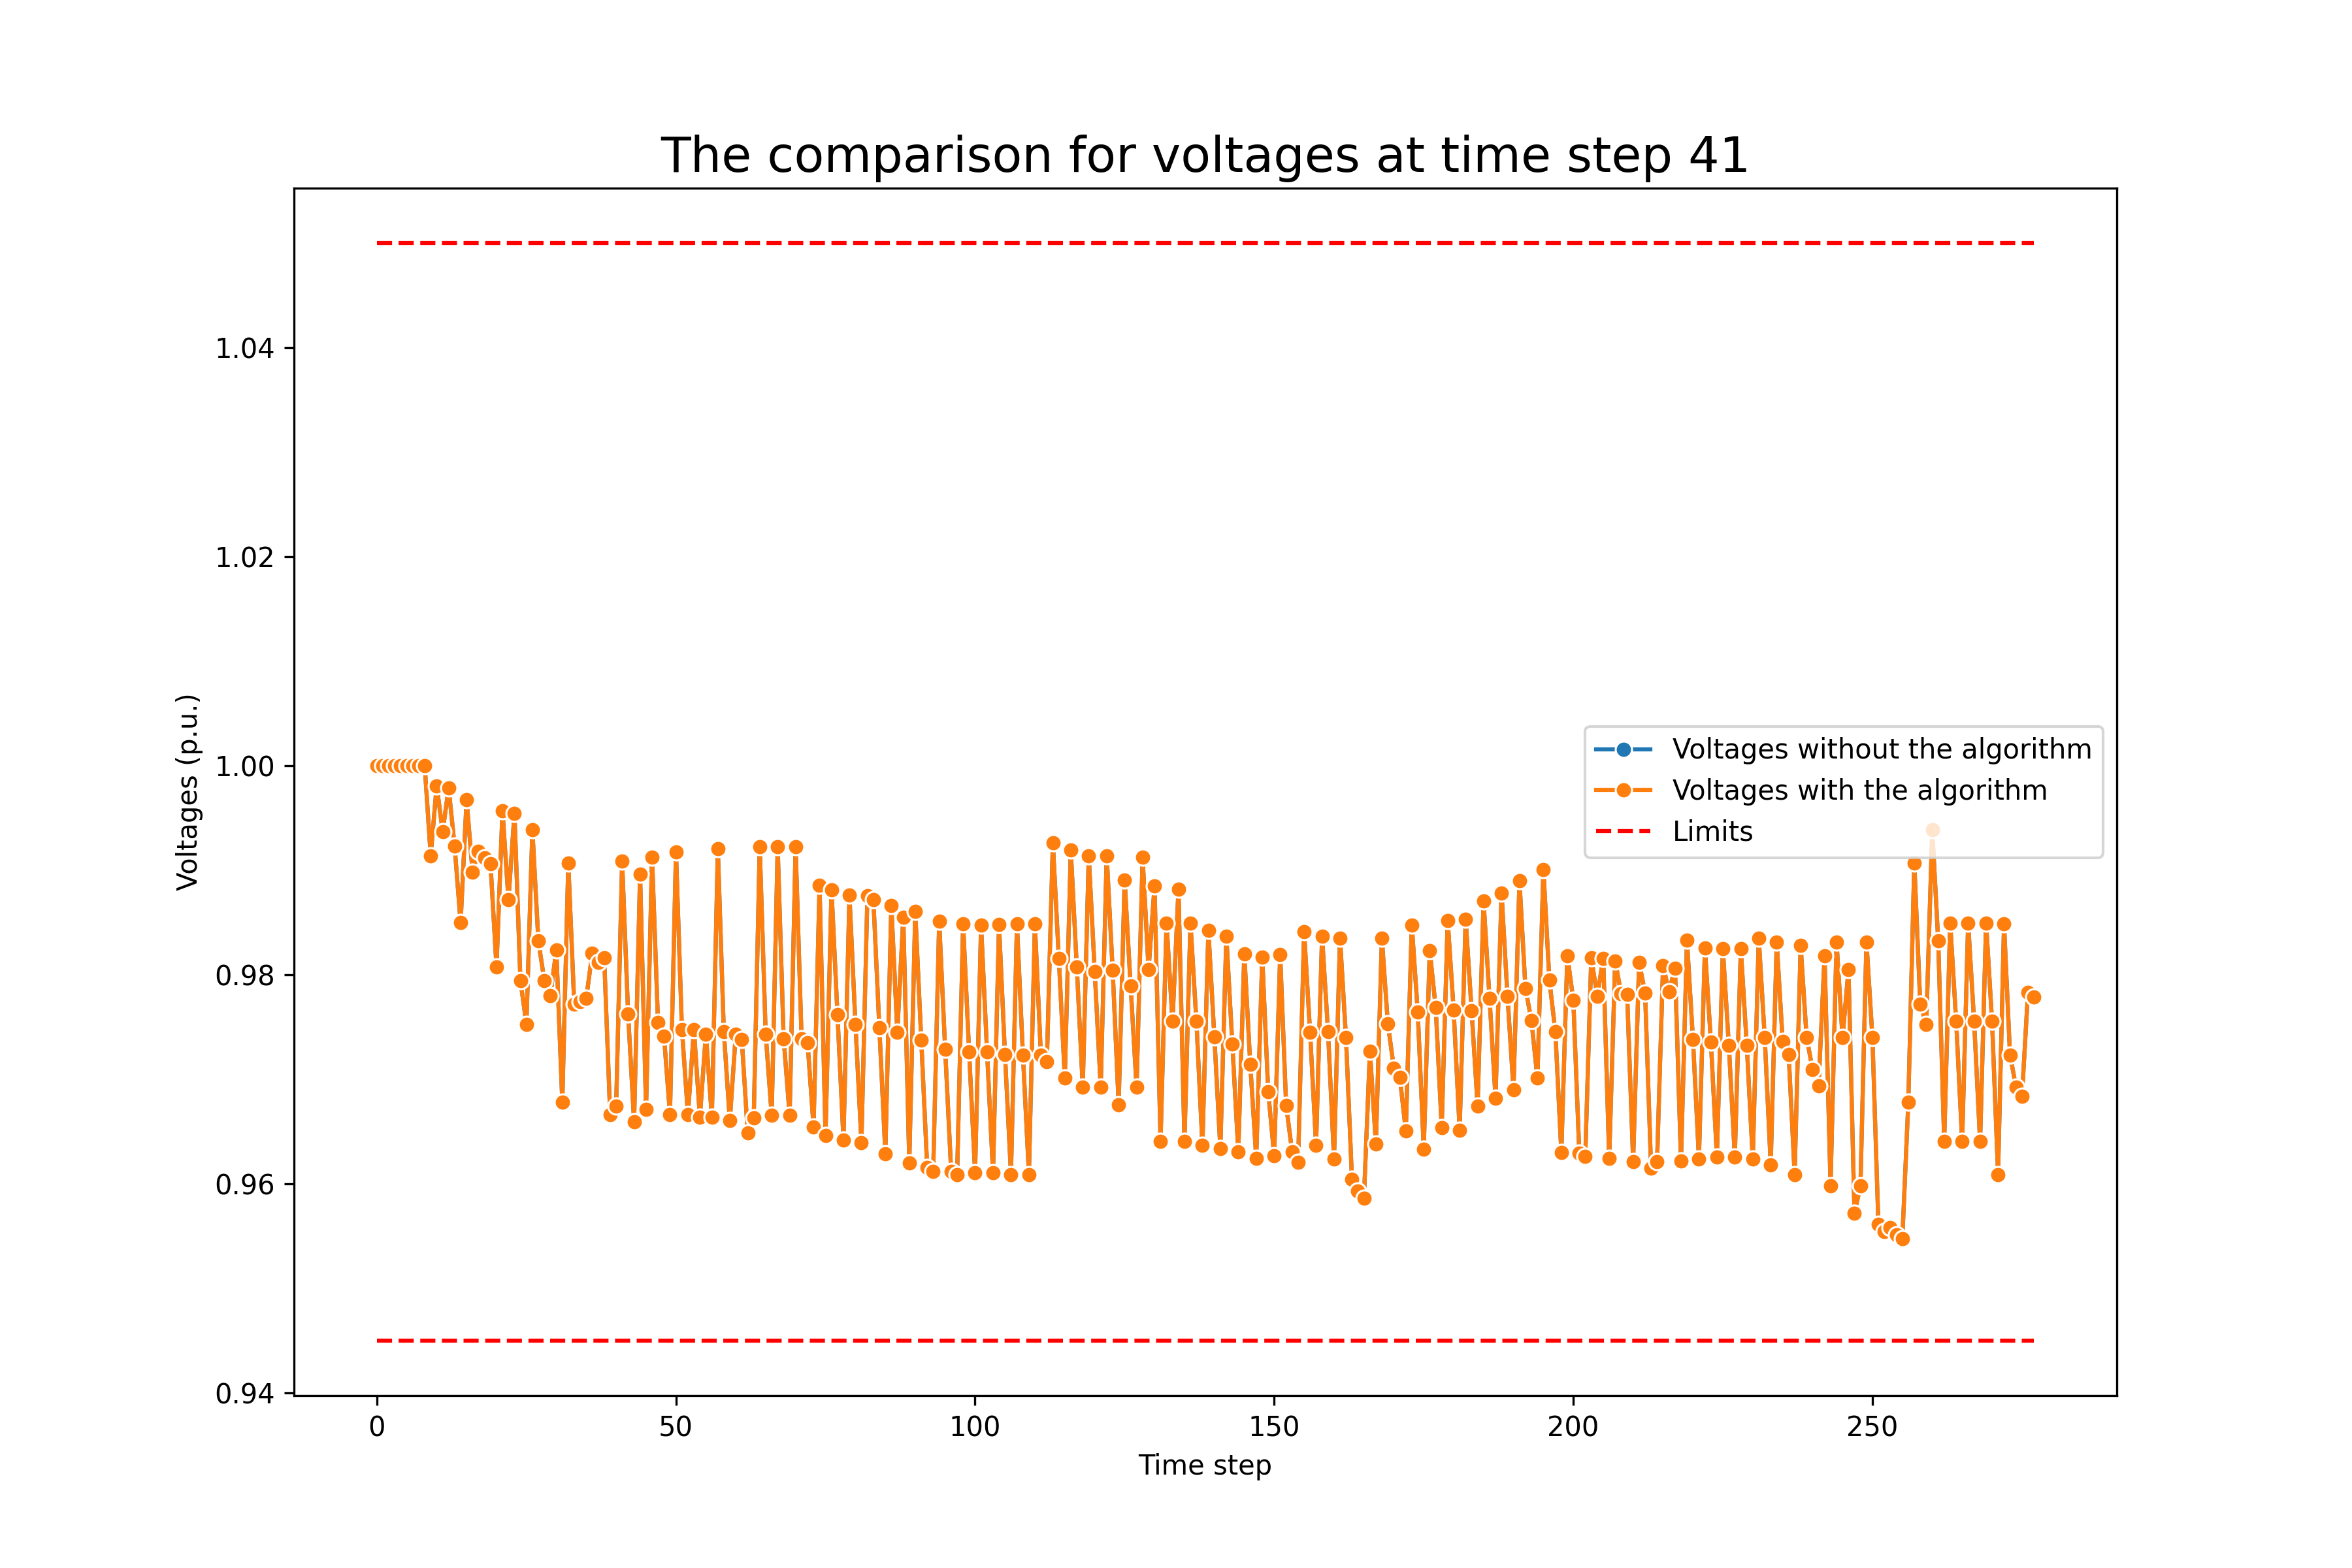 The comparison for voltages at time step 41
1.04
1.02
1.00
0.98
0.96
0.94
Voltages (p.u.)
Voltages without the algorithm
Voltages with the algorithm
Limits
0 50 100 150 200 250
Time step